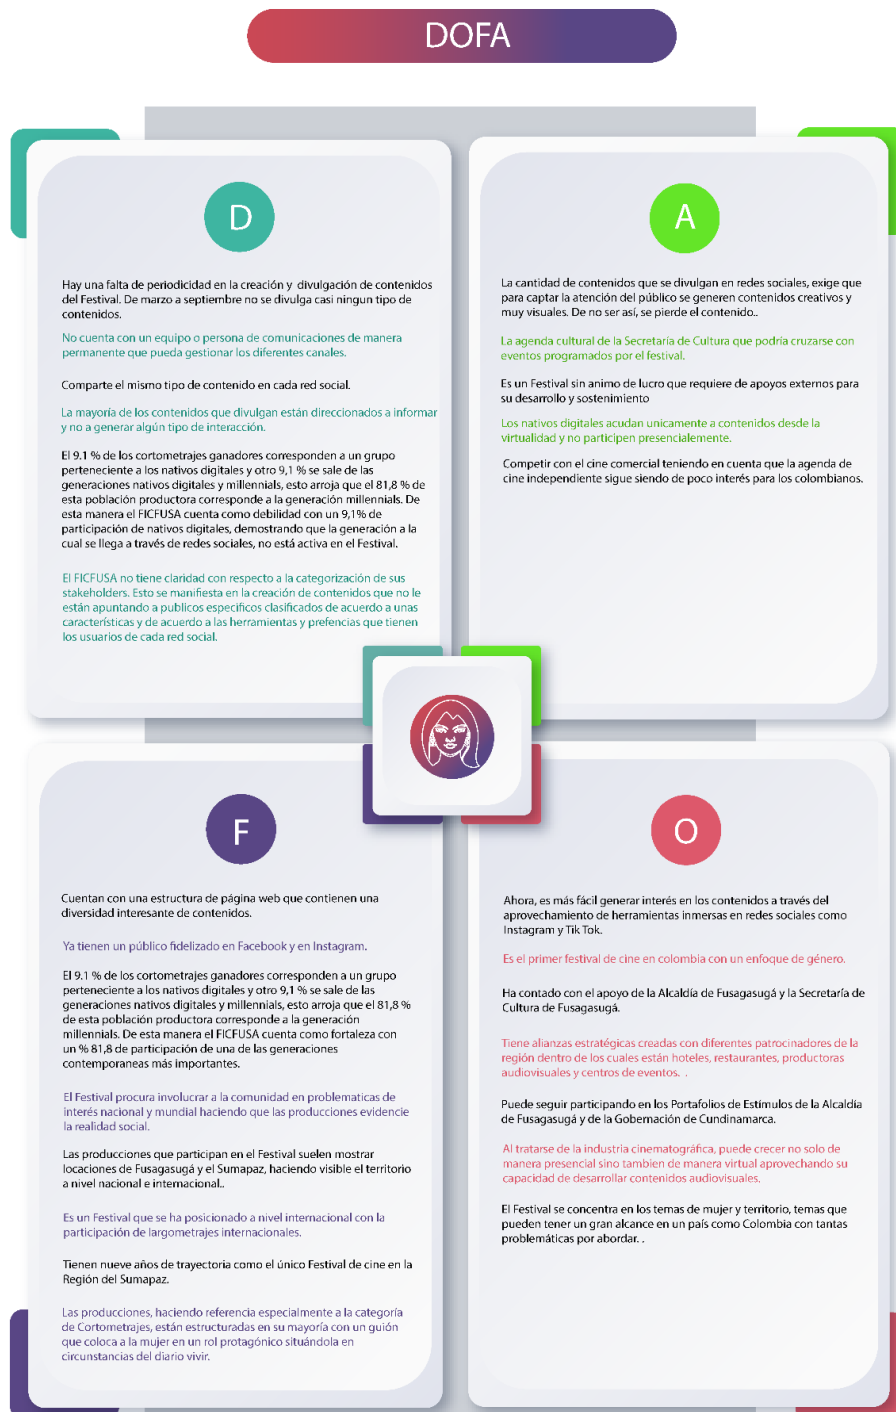 DOFA
D
Hay una falta de periodicidad en la creación y divulgación de contenidos
del Festival. De marzo a septiembre no se divulga casi ningun tipo de
contenidos.
No cuenta con un equipo o persona de comunicaciones de manera
permanente que pueda gestionar los diferentes canales.
Comparte el mismo tipo de contenido en cada red social.
La mayoría de los contenidos que divulgan están direccionados a informar
y no a generar algún tipo de interacción.
El 9.1 % de los cortometrajes ganadores corresponden a un grupo
perteneciente a los nativos digitales y otro 9,1 % se sale de las
generaciones nativos digitales y millennials, esto arroja que el 81,8 % de
esta población productora corresponde a la generación millennials. De
esta manera el FICFUSA cuenta como debilidad con un 9,1% de
participación de nativos digitales, demostrando que la generación a la
cual se llega a través de redes sociales, no está activa en el Festival.
El FICFUSA no tiene claridad con respecto a la categorización de sus
stakeholders. Esto se manifiesta en la creación de contenidos que no le
están apuntando a publicos especificos clasificados de acuerdo a unas
características y de acuerdo a las herramientas y prefencias que tienen
los usuarios de cada red social.
A
La cantidad de contenidos que se divulgan en redes sociales, exige que
para captar la atención del público se generen contenidos creativos y
muy visuales. De no ser así, se pierde el contenido..
La agenda cultural de la Secretaría de Cultura que podría cruzarse con
eventos programados por el festival.
Es un Festival sin animo de lucro que requiere de apoyos externos para
su desarrollo y sostenimiento
Los nativos digitales acudan unicamente a contenidos desde la
virtualidad y no participen presencialmente.
Competir con el cine comercial teniendo en cuenta que la agenda de
cine independiente sigue siendo de poco interés para los colombianos.
F
Cuentan con una estructura de página web que contienen una
diversidad interesante de contenidos.
Ya tienen un público fidelizado en Facebook y en Instagram.
El 9.1 % de los cortometrajes ganadores corresponden a un grupo
perteneciente a los nativos digitales y otro 9,1 % se sale de las
generaciones nativos digitales y millennials, esto arroja que el 81,8 %
de esta población productora corresponde a la generación
millennials. De esta manera el FICFUSA cuenta como fortaleza con
un % 81,8 de participación de una de las generaciones
contemporaneas más importantes.
El Festival procura involucrar a la comunidad en problematicas de
interés nacional y mundial haciendo que las producciones evidencie
la realidad social.
Las producciones que participan en el Festival suelen mostrar
locaciones de Fusagasugá y el Sumapaz, haciendo visible el territorio
a nivel nacional e internacional..
Es un Festival que se ha posicionado a nivel internacional con la
participación de largometrajes internacionales.
Tienen nueve años de trayectoria como el único Festival de cine en la
Región del Sumapaz.
Las producciones, haciendo referencia especialmente a la categoría
de Cortometrajes, están estructuradas en su mayoría con un guión
que coloca a la mujer en un rol protagónico situándola en
circunstancias del diario vivir.
O
Ahora, es más fácil generar interés en los contenidos a través del
aprovechamiento de herramientas inmersas en redes sociales como
Instagram y Tik Tok.
Es el primer festival de cine en colombia con un enfoque de género.
Ha contado con el apoyo de la Alcaldía de Fusagasugá y la Secretaría de
Cultura de Fusagasugá.
Tiene alianzas estratégicas creadas con diferentes patrocinadores de la
región dentro de los cuales están hoteles, restaurantes, productoras
audiovisuales y centros de eventos. .
Puede seguir participando en los Portafolios de Estímulos de la Alcaldía
de Fusagasugá y de la Gobernación de Cundinamarca.
Al tratarse de la industria cinematográfica, puede crecer no solo de
manera presencial sino tambien de manera virtual aprovechando su
capacidad de desarrollar contenidos audiovisuales.
El Festival se concentra en los temas de mujer y territorio, temas que
pueden tener un gran alcance en un país como Colombia con tantas
problemáticas por abordar. .